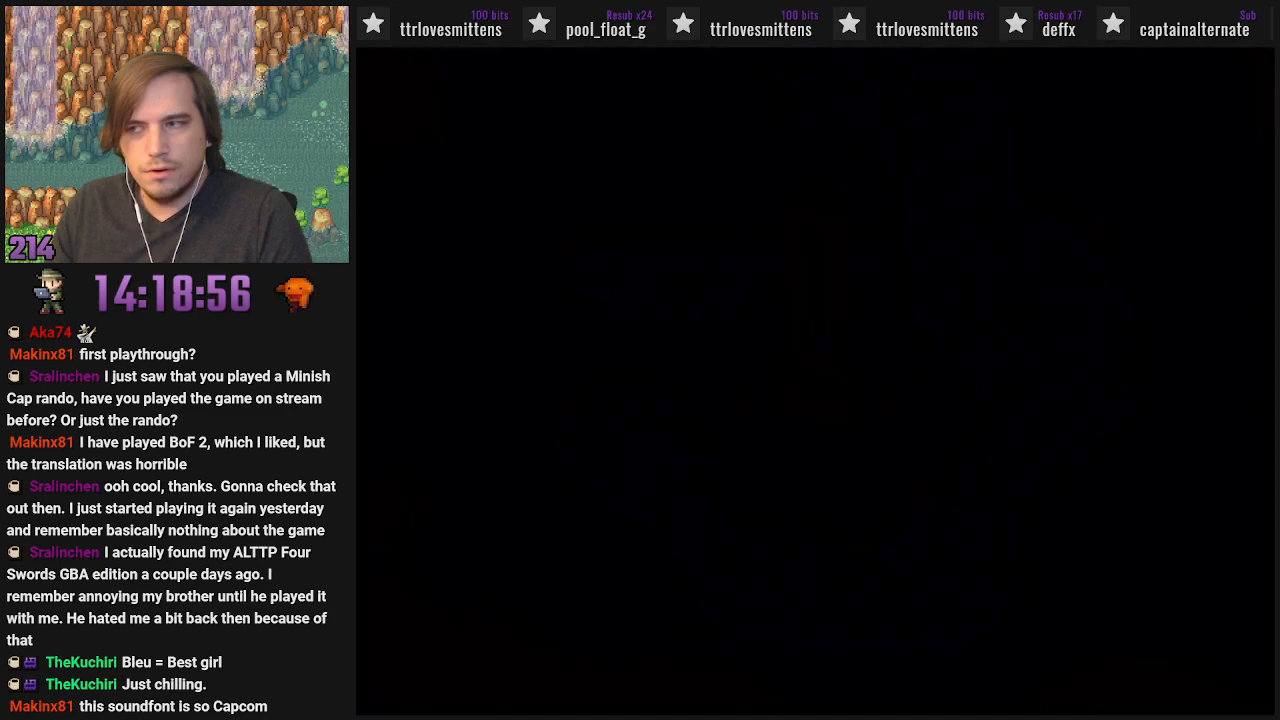 100 bits
ttrlovesmittens
Resub x24
pool_float_g
100 bits
ttrlovesmittens
100 bits
ttrlovesmittens
Resub x17
deffx
Sub
captainalternate
214
14:18:56
Aka74
Makinx81 first playthrough?
Sralinchen I just saw that you played a Minish
Cap rando, have you played the game on stream
before? Or just the rando?
Makinx81 I have played BoF 2, which I liked, but
the translation was horrible
Sralinchen ooh cool, thanks. Gonna check that
out then. I just started playing it again yesterday
and remember basically nothing about the game
Sralinchen I actually found my ALTTP Four
Swords GBA edition a couple days ago. I
remember annoying my brother until he played it
with me. He hated me a bit back then because of
that
TheKuchiri Bleu = Best girl
TheKuchiri Just chilling.
Makinx81 this soundfont is so Capcom